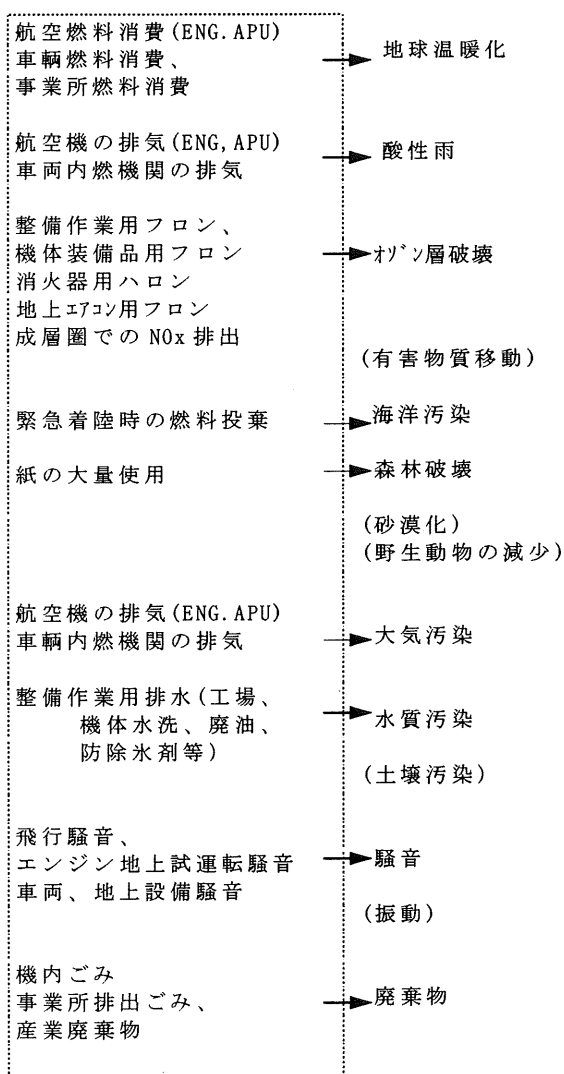 航空燃料消費(ENG.APU)
車輌燃料消費、
事業所燃料消費
地球温暖化
航空機の排気(ENG,APU)
車両内燃機関の排気
酸性雨
整備作業用フロン、
機体装備品用フロン
消火器用ハロン
地上ｴｱｺﾝ用フロン
成層圏でのNOx排出
ｵｿﾞﾝ層破壊
(有害物質移動)
緊急着陸時の燃料投棄
海洋汚染
紙の大量使用
森林破壊
(砂漠化)
(野生動物の減少)
航空機の排気(ENG.APU)
車輌内燃機関の排気
大気汚染
整備作業用排水(工場、
機体水洗、廃油、
防除氷剤等)
水質汚染
(土壌汚染)
飛行騒音、
エンジン地上試運転騒音
車両、地上設備騒音
騒音
(振動)
機内ごみ
事業所排出ごみ、
産業廃棄物
廃棄物